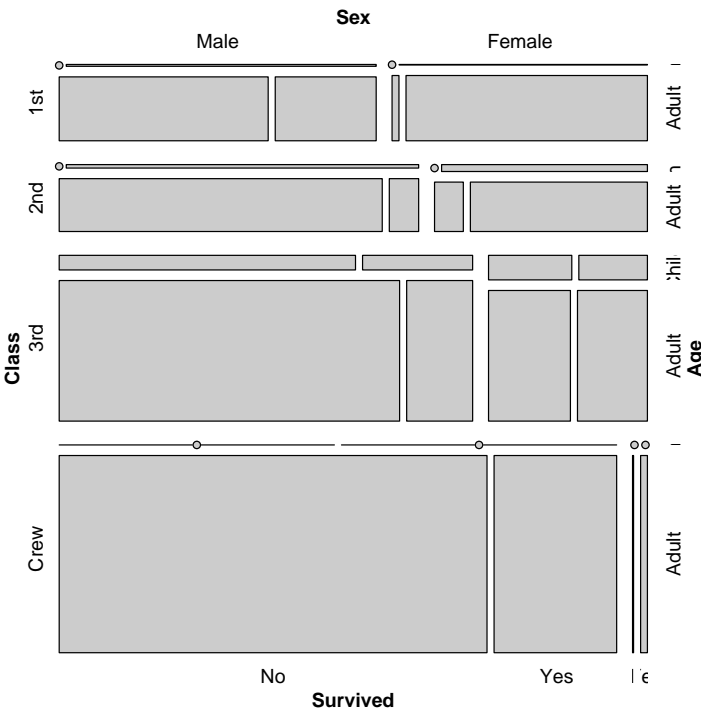 Sex
Male Female
1st
Adult
2nd
Adult
Class
3rd
Adult
Age
Crew
Adult
No Yes
Survived